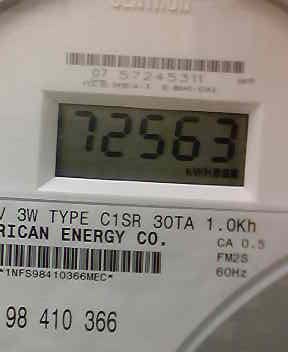 07 57245311
72563
KWH
V 3W TYPE C1SR 30TA 1.0Kh
RICAN ENERGY CO.
CA 0.5
FM2S
60Hz
*1NFS98410366MEC*
98 410 366